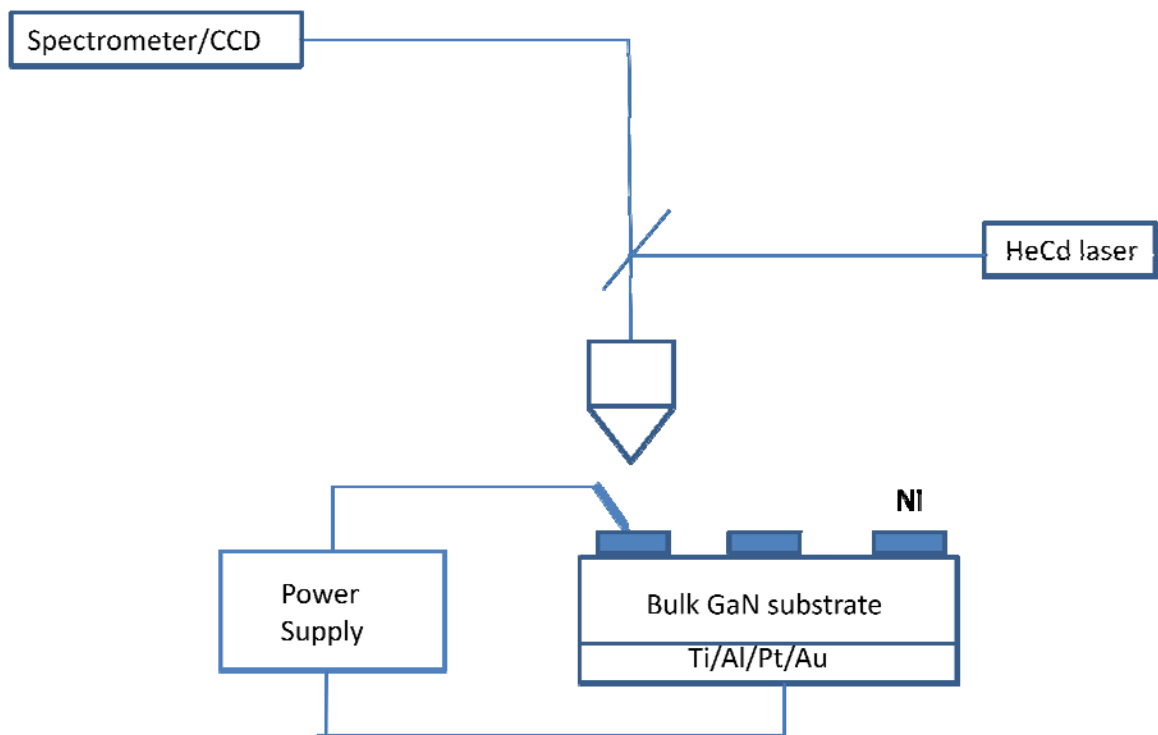 Spectrometer/CCD
HeCd laser
Ni
Power
Supply
Bulk GaN substrate
Ti/Al/Pt/Au